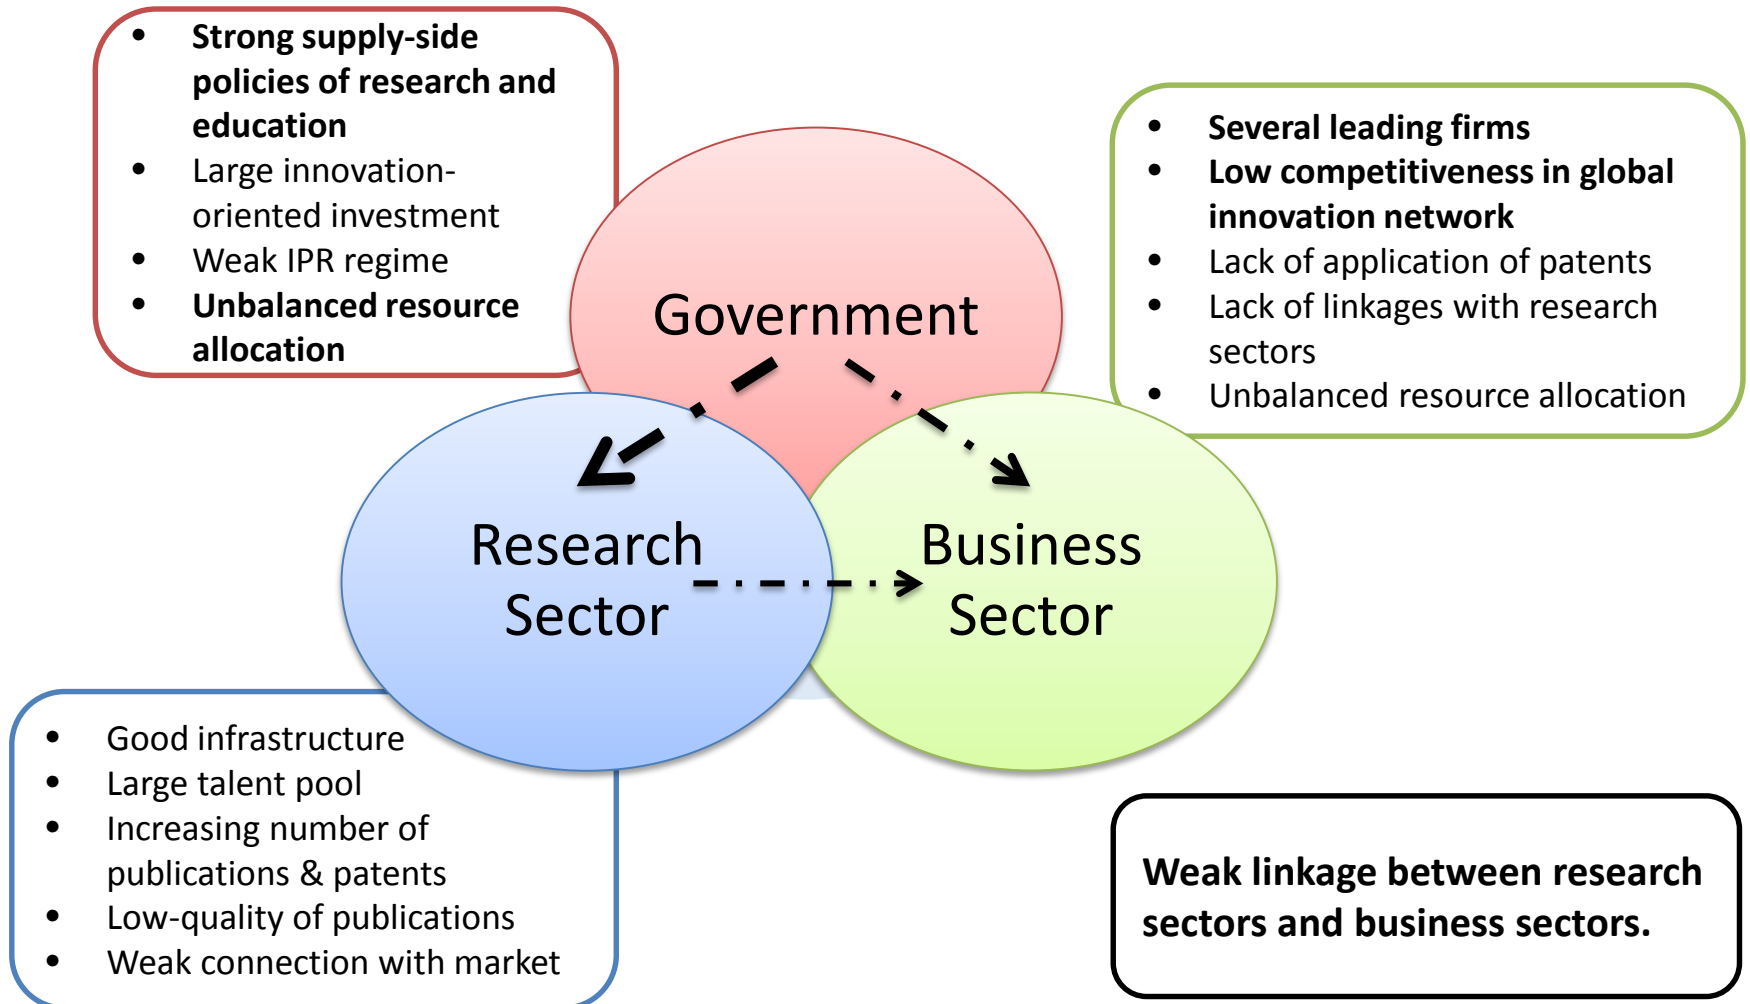 • Strong supply-side
policies of research and
education
• Large innovation-
oriented investment
• Weak IPR regime
• Unbalanced resource
allocation
• Several leading firms
• Low competitiveness in global
innovation network
• Lack of application of patents
• Lack of linkages with research
sectors
• Unbalanced resource allocation
Government
Research
Sector
Business
Sector
• Good infrastructure
• Large talent pool
• Increasing number of
publications & patents
• Low-quality of publications
• Weak connection with market
Weak linkage between research
sectors and business sectors.